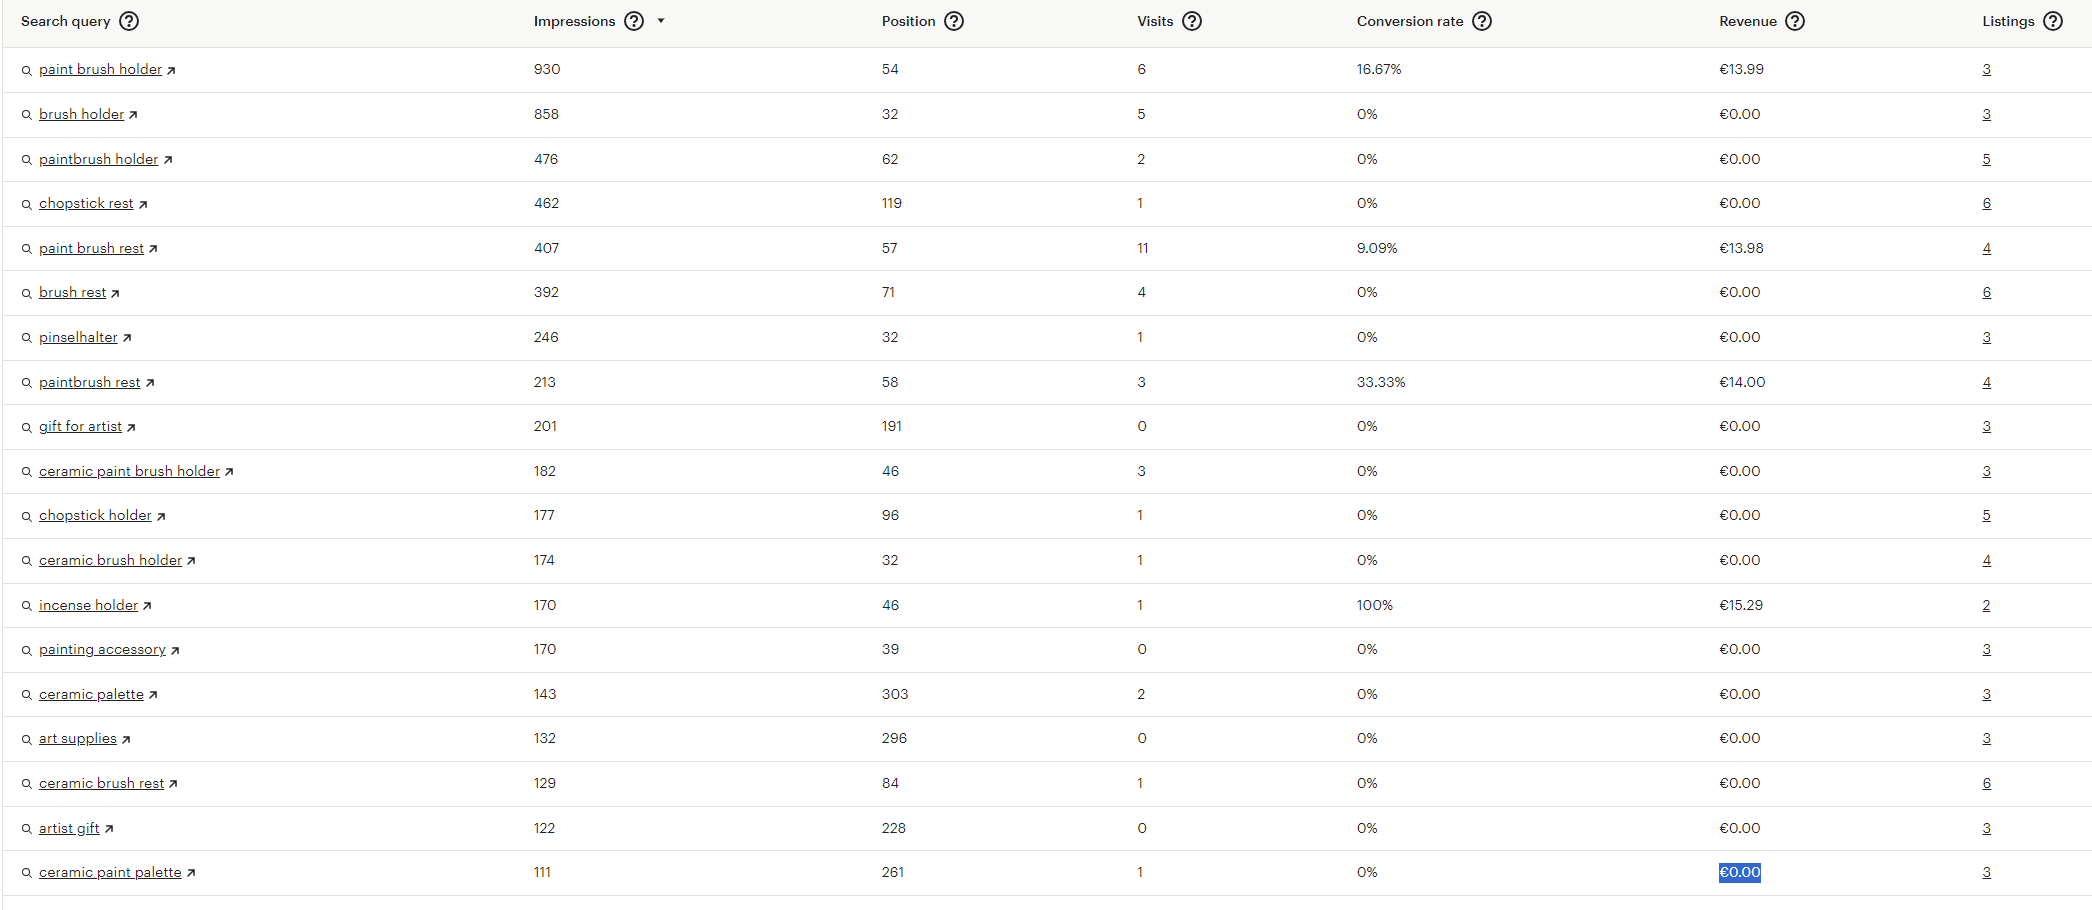 Search query Impressions Position Visits Conversion rate Revenue Listings
paint brush holder 930 54 6 16.67% €13.99 3
brush holder 858 32 5 0% €0.00 3
paintbrush holder 476 62 2 0% €0.00 5
chopstick rest 462 119 1 0% €0.00 6
paint brush rest 407 57 11 9.09% €13.98 4
brush rest 392 71 4 0% €0.00 6
pinselhalter 246 32 1 0% €0.00 3
paintbrush rest 213 58 3 33.33% €14.00 4
gift for artist 201 191 0 0% €0.00 3
ceramic paint brush holder 182 46 3 0% €0.00 3
chopstick holder 177 96 1 0% €0.00 5
ceramic brush holder 174 32 1 0% €0.00 4
incense holder 170 46 1 100% €15.29 2
painting accessory 170 39 0 0% €0.00 3
ceramic palette 143 303 2 0% €0.00 3
art supplies 132 296 0 0% €0.00 3
ceramic brush rest 129 84 1 0% €0.00 6
artist gift 122 228 0 0% €0.00 3
ceramic paint palette 111 261 1 0% €0.00 3